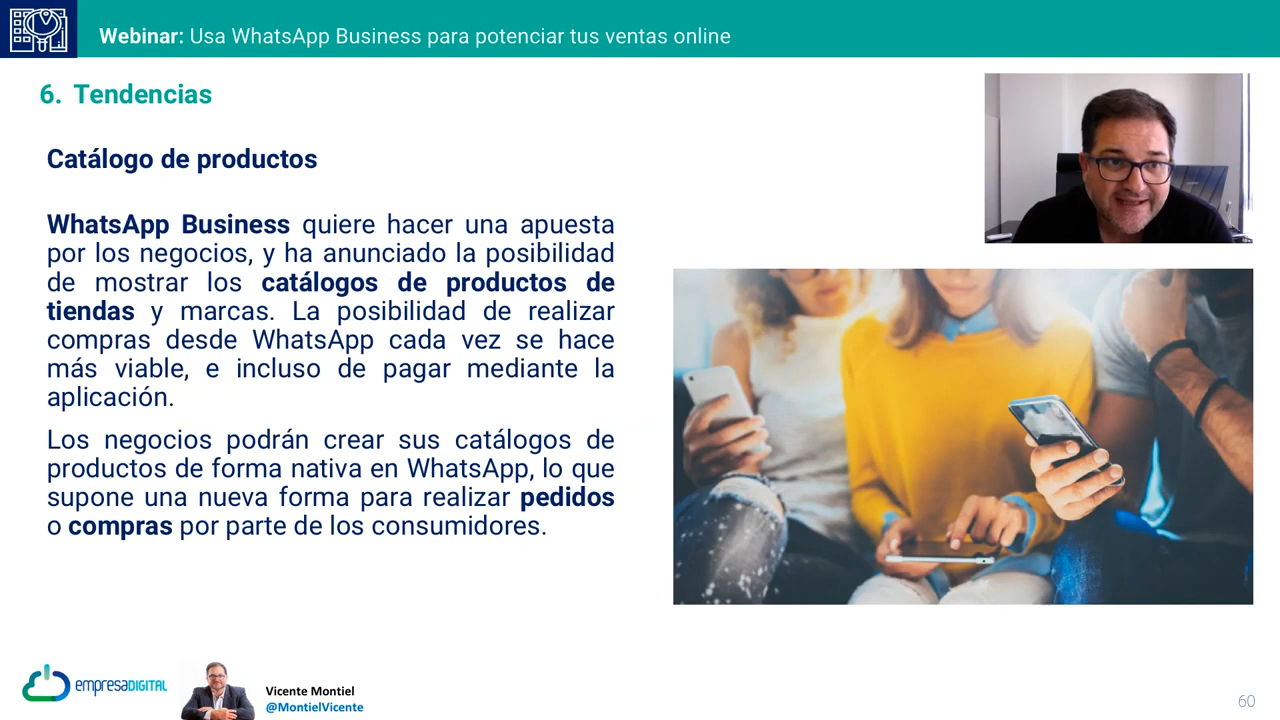 Webinar: Usa WhatsApp Business para potenciar tus ventas online
6. Tendencias
Catálogo de productos
WhatsApp Business quiere hacer una apuesta
por los negocios, y ha anunciado la posibilidad
de mostrar los catálogos de productos de
tiendas y marcas. La posibilidad de realizar
compras desde WhatsApp cada vez se hace
más viable, e incluso de pagar mediante la
aplicación.
Los negocios podrán crear sus catálogos de
productos de forma nativa en WhatsApp, lo que
supone una nueva forma para realizar pedidos
o compras por parte de los consumidores.
empresaDIGITAL
Vicente Montiel
@MontielVicente
60